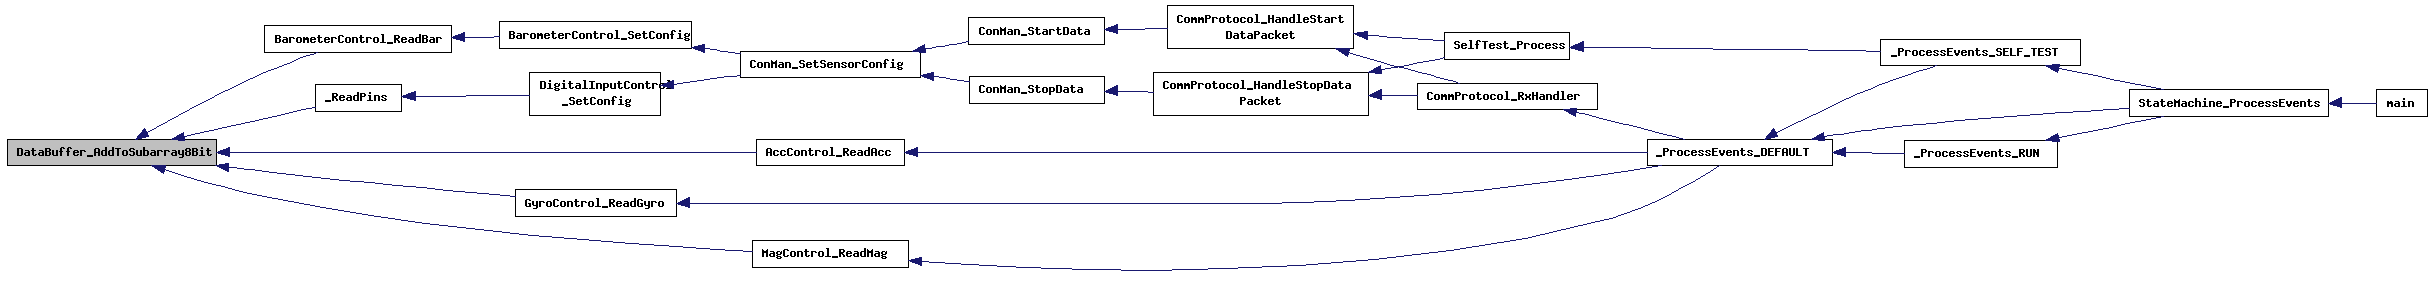 DataBuffer_AddToSubarray8Bit
BarometerControl_ReadBar
_ReadPins
BarometerControl_SetConfig
DigitalInputControl
_SetConfig
ConMan_SetSensorConfig
ConMan_StartData
ConMan_StopData
CommProtocol_HandleStart
DataPacket
CommProtocol_HandleStopData
Packet
SelfTest_Process
CommProtocol_RxHandler
AccControl_ReadAcc
GyroControl_ReadGyro
MagControl_ReadMag
_ProcessEvents_DEFAULT
_ProcessEvents_SELF_TEST
_ProcessEvents_RUN
StateMachine_ProcessEvents
main